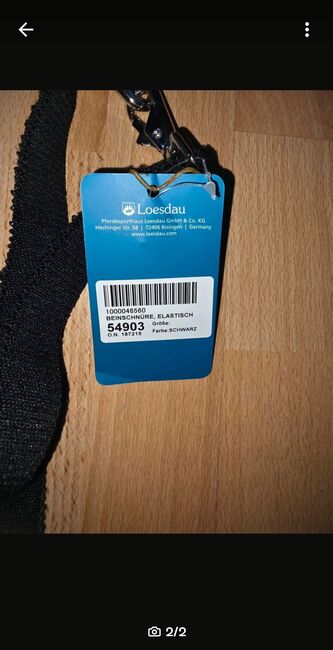 Loesdau
Pferdesporthaus Loesdau GmbH & Co. KG
Hechinger Str. 58 | 72406 Bisingen | Germany
www.loesdau.com
1000046560
BEINSCHNÜRE, ELASTISCH
54903 Größe:
O.N. 187215 Farbe:SCHWARZ
2/2